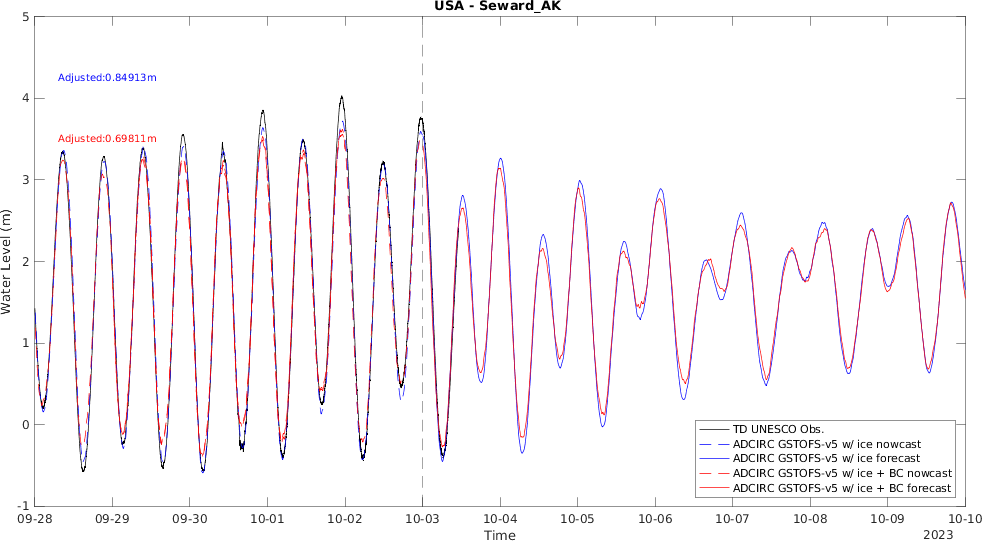 USA - Seward_AK
5
4
3
2
1
0
-1
Adjusted:0.84913m
Adjusted:0.69811m
Water Level (m)
TD UNESCO Obs.
ADCIRC GSTOFS-v5 w/ ice nowcast
ADCIRC GSTOFS-v5 w/ ice forecast
ADCIRC GSTOFS-v5 w/ ice + BC nowcast
ADCIRC GSTOFS-v5 w/ ice + BC forecast
09-28 09-29 09-30 10-01 10-02 10-03 10-04 10-05 10-06 10-07 10-08 10-09 10-10
Time
2023